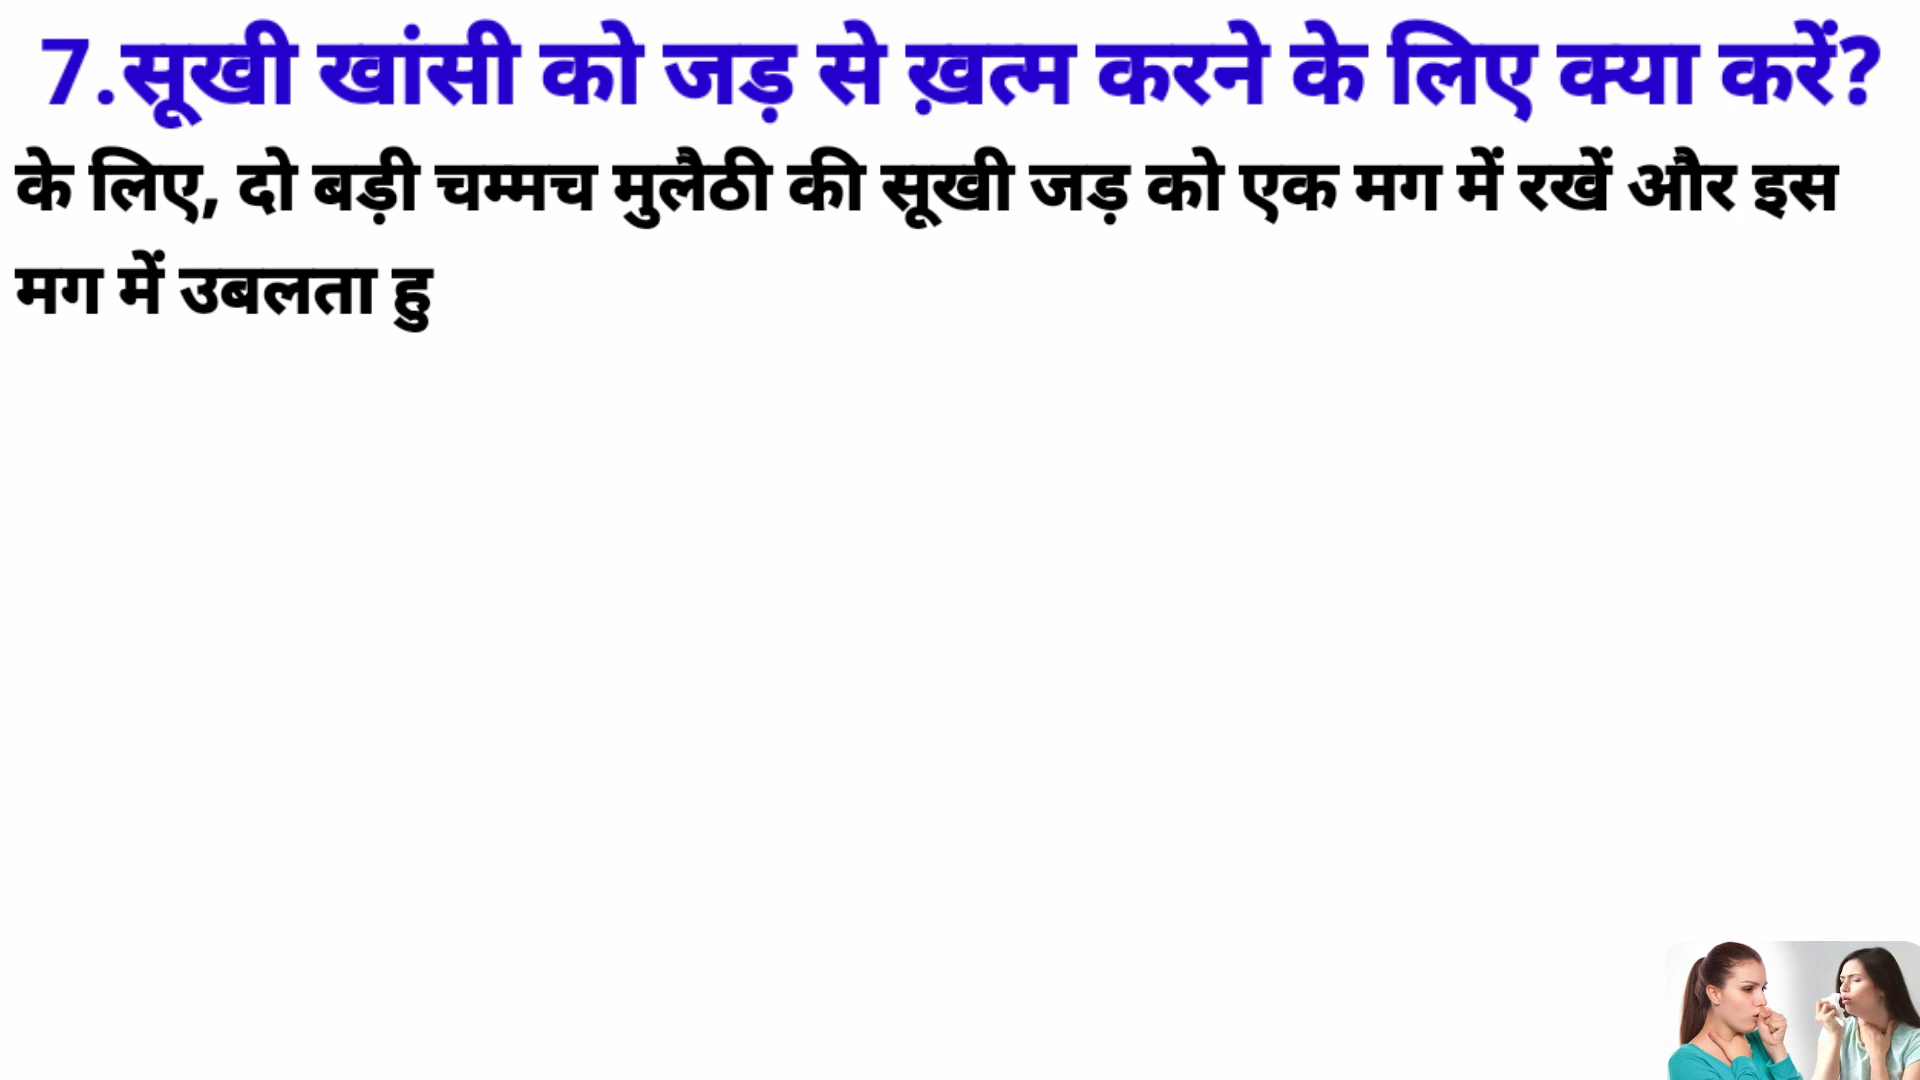 7.सूखी खांसी को जड़ से ख़त्म करने के लिए क्या करें?
के लिए, दो बड़ी चम्मच मुलैठी की सूखी जड़ को एक मग में रखें और इस
मग में उबलता हु